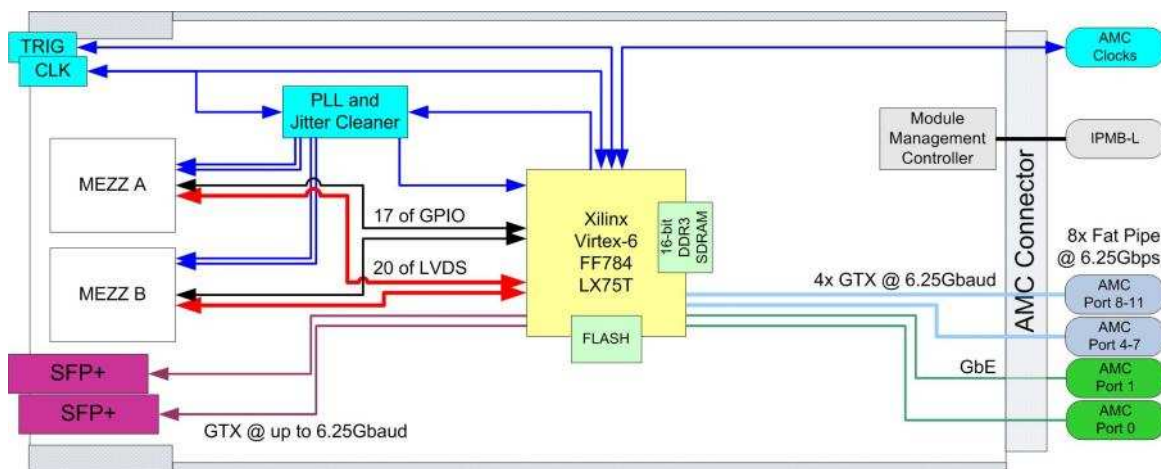 TRIG
CLK
PLL and
Jitter Cleaner
AMC
Clocks
Module
Management
Controller
IPMB-L
MEZZ A
17 of GPIO
Xilinx
Virtex-6
FF784
LX75T
16-bit
DDR3
SDRAM
AMC Connector
8x Fat Pipe
@ 6.25Gbps
MEZZ B
20 of LVDS
4x GTX @ 6.25Gbaud
AMC
Port 8-11
FLASH
AMC
Port 4-7
SFP+
GbE
AMC
Port 1
SFP+
GTX @ up to 6.25Gbaud
AMC
Port 0